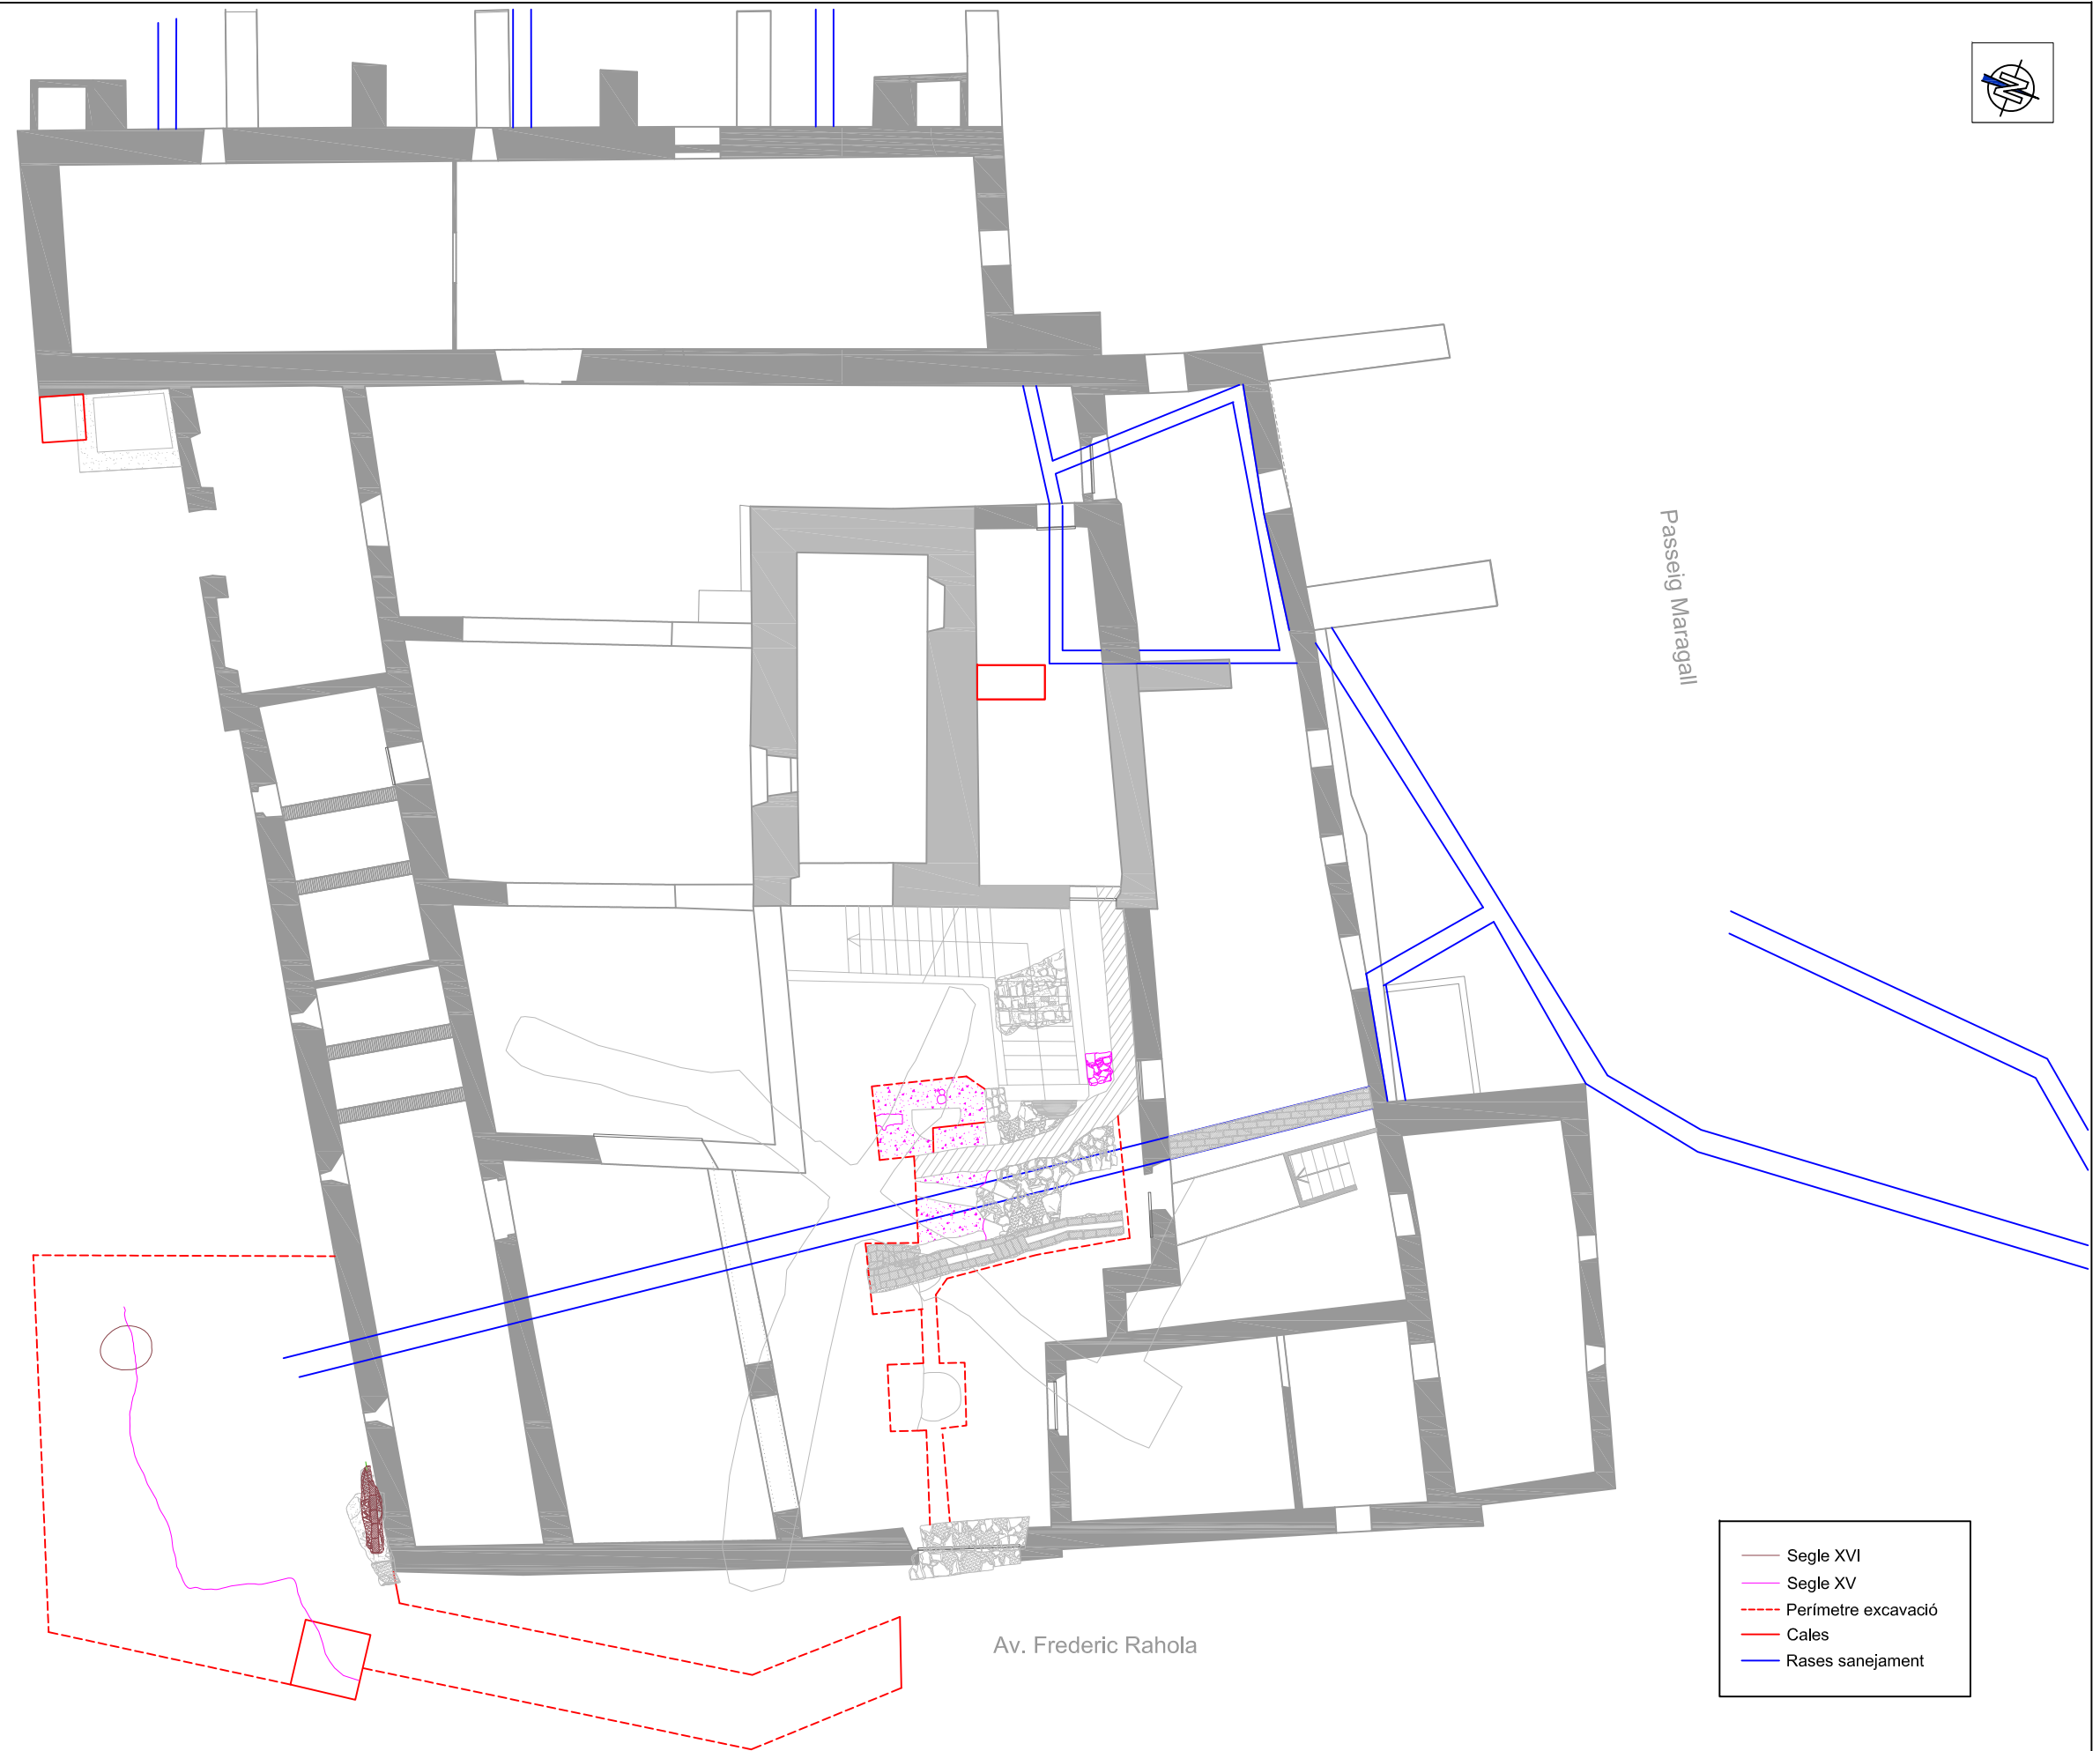 Passeig Maragall
Av. Frederic Rahola
Segle XVI
Segle XV
Perímetre excavació
Cales
Rases sanejament